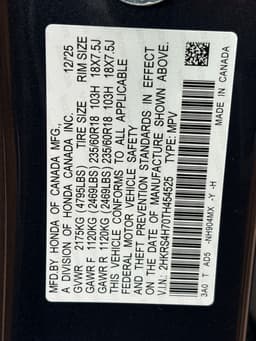 MFD.BY HONDA OF CANADA MFG., 12/25
A DIVISION OF HONDA CANADA INC.
GVWR 2175KG (4795LBS) TIRE SIZE RIM SIZE
GAWR F 1120KG (2469LBS) 235/60R18 103H 18X7.5J
GAWR R 1120KG (2469LBS) 235/60R18 103H 18X7.5J
THIS VEHICLE CONFORMS TO ALL APPLICABLE
FEDERAL MOTOR VEHICLE SAFETY
AND THEFT PREVENTION STANDARDS IN EFFECT
ON THE DATE OF MANUFACTURE SHOWN ABOVE.
V.I.N.: 2HKRS4H70TH454525 TYPE: MPV
3A0 T AD5 -NH904MX -Y -H MADE IN CANADA